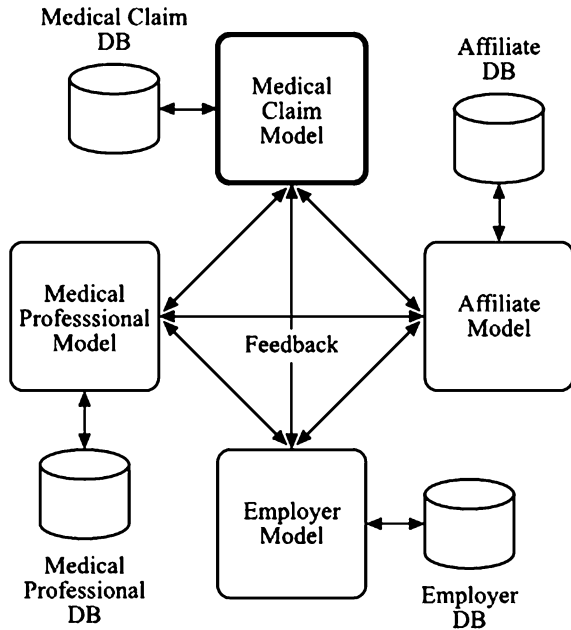 Medical Claim
DB
Medical
Claim
Model
Affiliate
DB
Medical
Professsional
Model
Feedback
Affiliate
Model
Employer
Model
Medical
Professional
DB
Employer
DB